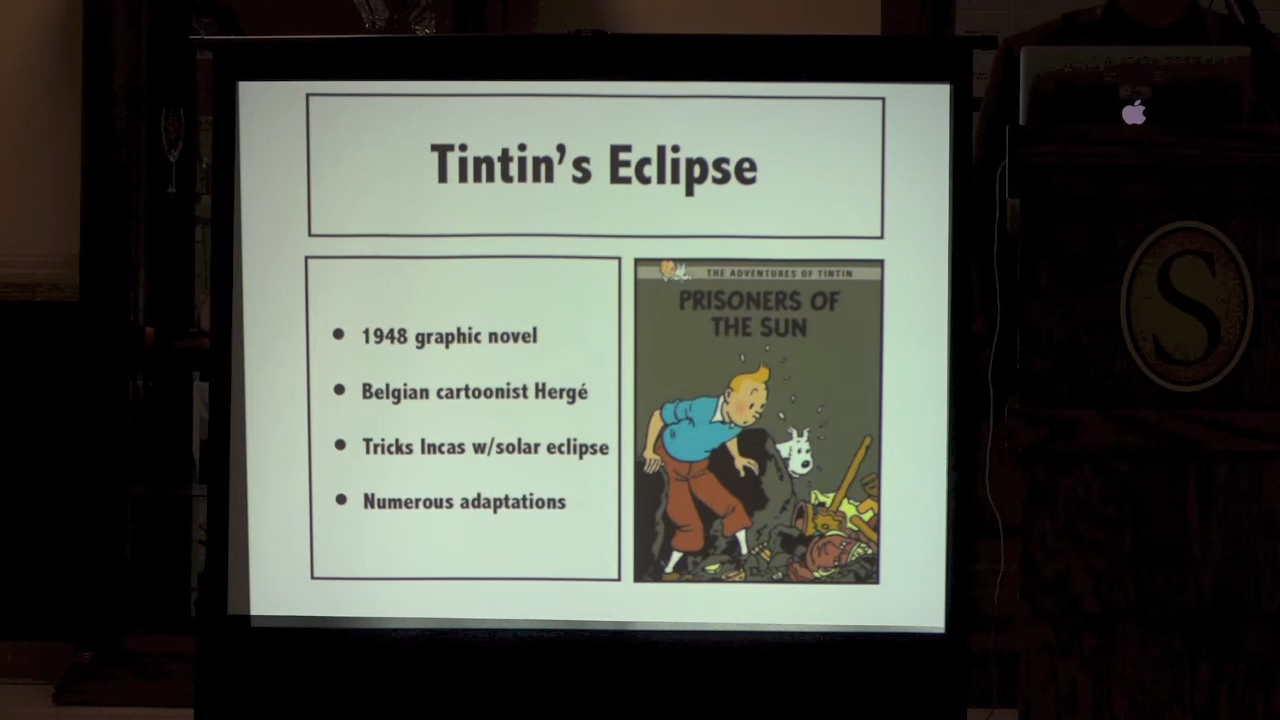 Tintin's Eclipse
• 1948 graphic novel
• Belgian cartoonist Hergé
• Tricks Incas w/solar eclipse
• Numerous adaptations
THE ADVENTURES OF TINTIN
PRISONERS OF
THE SUN
S